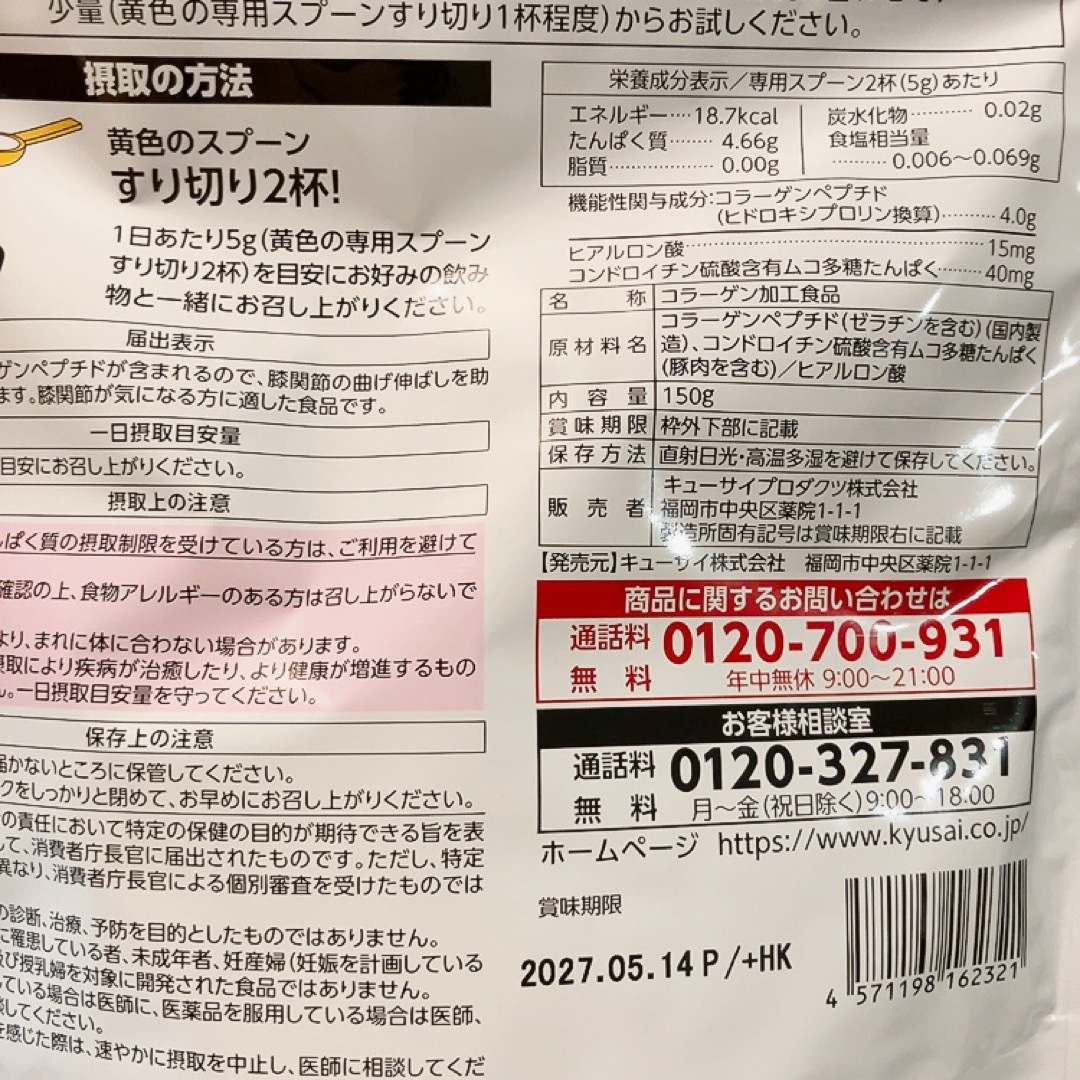 少量(黄色の専用スプーンすり切り1杯程度)からお試しください。
摂取の方法
黄色のスプーン
すり切り2杯!
1日あたり5g(黄色の専用スプーン
すり切り2杯)を目安にお好みの飲み
物と一緒にお召し上がりください。
届出表示
ゲンペプチドが含まれるので、膝関節の曲げ伸ばしを助
ます。膝関節が気になる方に適した食品です。
一日摂取目安量
目安にお召し上がりください。
摂取上の注意
んぱく質の摂取制限を受けている方は、ご利用を避けて
確認の上、食物アレルギーのある方は召し上がらないで
より、まれに体に合わない場合があります。
摂取により疾病が治癒したり、より健康が増進するもの
ん。一日摂取目安量を守ってください。
保存上の注意
届かないところに保管してください。
クをしっかりと閉めて、お早めにお召し上がりください。
の責任において特定の保健の目的が期待できる旨を表
して、消費者庁長官に届出されたものです。ただし、特定
異なり、消費者庁長官による個別審査を受けたものでは
の診断、治療、予防を目的としたものではありません。
に罹患している者、未成年者、妊産婦(妊娠を計画している
及び授乳婦を対象に開発された食品ではありません。
ている場合は医師に、医薬品を服用している場合は医師、
談してください。
を感じた際は、速やかに摂取を中止し、医師に相談してくだ
栄養成分表示/専用スプーン2杯(5g)あたり
エネルギー‥‥18.7kcal
たんぱく質‥‥‥ 4.66g
脂質‥‥‥‥‥‥0.00g
炭水化物‥‥‥‥ 0.02g
食塩相当量
‥‥‥‥0.006〜0.069g
機能性関与成分:コラーゲンペプチド
(ヒドロキシプロリン換算)‥‥‥‥4.0g
ヒアルロン酸‥‥‥‥‥‥‥‥‥‥15mg
コンドロイチン硫酸含有ムコ多糖たんぱく‥‥‥40mg
名称 コラーゲン加工食品
原材料名 コラーゲンペプチド(ゼラチンを含む)(国内製
造)、コンドロイチン硫酸含有ムコ多糖たんぱく
(豚肉を含む)/ヒアルロン酸
内容量 150g
賞味期限 枠外下部に記載
保存方法 直射日光・高温多湿を避けて保存してください。
販売者 キューサイプロダクツ株式会社
福岡市中央区薬院1-1-1
製造所固有記号は賞味期限右に記載
【発売元】キューサイ株式会社 福岡市中央区薬院1-1-1
商品に関するお問い合わせは
通話料無料 0120-700-931
年中無休 9:00〜21:00
お客様相談室
通話料無料 0120-327-831
月〜金(祝日除く)9:00〜18:00
ホームページ https://www.kyusai.co.jp/
賞味期限
2027.05.14 P/+HK
4 571198 162321